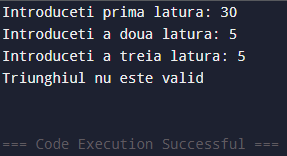 Introduceti prima latura: 30
Introduceti a doua latura: 5
Introduceti a treia latura: 5
Triunghiul nu este valid
=== Code Execution Successful ===